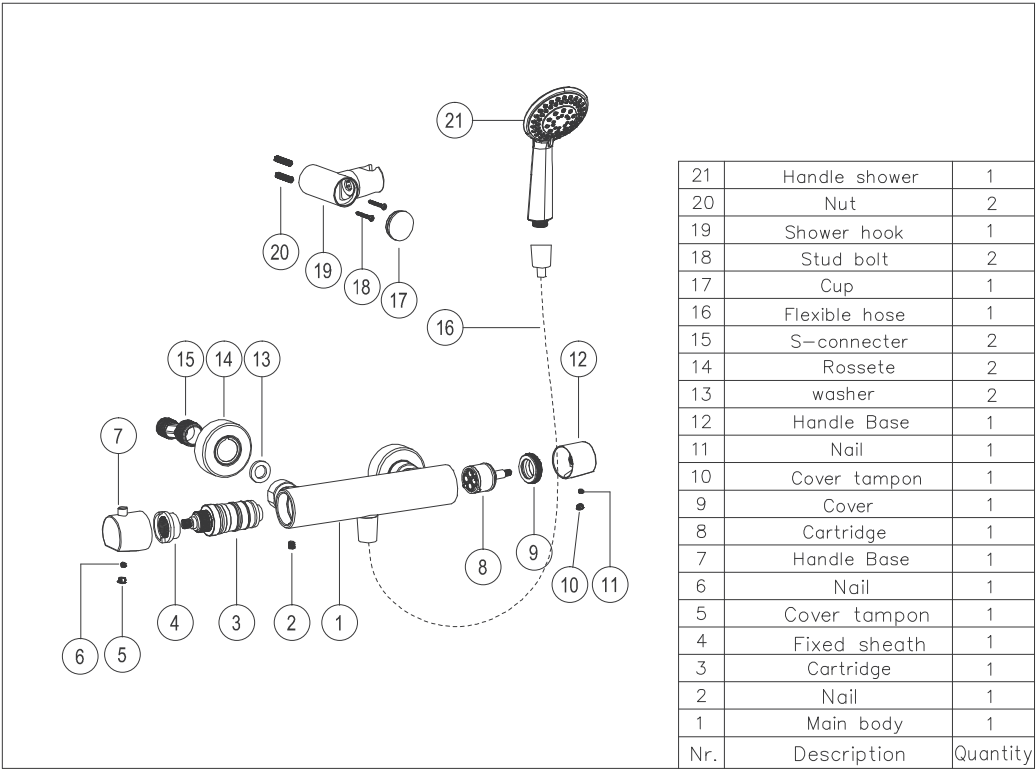 21
20
19
18
17
16
15
14
13
12
7
8
9
10
11
4
3
2
1
6
5
21 Handle shower 1
20 Nut 2
19 Shower hook 1
18 Stud bolt 2
17 Cup 1
16 Flexible hose 1
15 S-connecter 2
14 Rossete 2
13 washer 2
12 Handle Base 1
11 Nail 1
10 Cover tampon 1
9 Cover 1
8 Cartridge 1
7 Handle Base 1
6 Nail 1
5 Cover tampon 1
4 Fixed sheath 1
3 Cartridge 1
2 Nail 1
1 Main body 1
Nr. Description Quantity